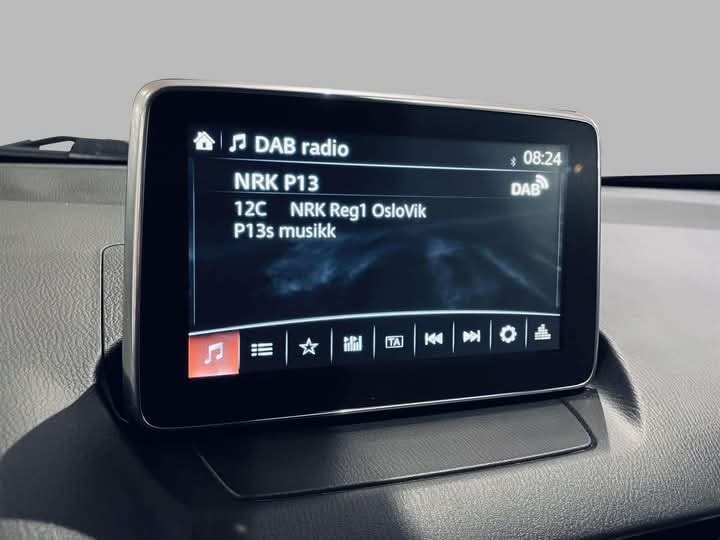 DAB radio
08:24
NRK P13
DAB
12C NRK Reg1 OsloVik
P13s musikk
TA